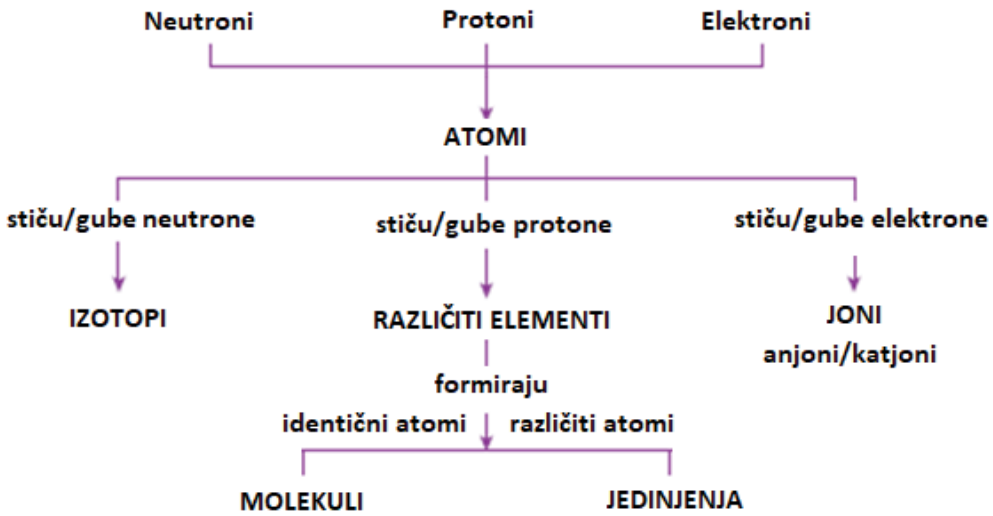 Neutroni
Protoni
Elektroni
ATOMI
stiču/gube neutrone
stiču/gube protone
stiču/gube elektrone
IZOTOPI
RAZLIČITI ELEMENTI
JONI
anjoni/katjoni
formiraju
identični atomi
različiti atomi
MOLEKULI
JEDINJENJA